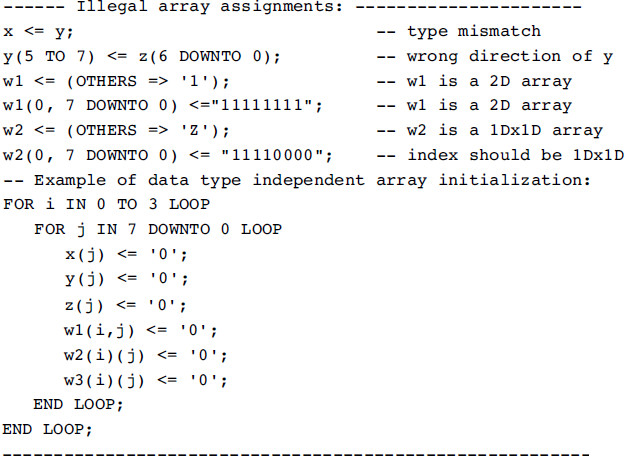 ------ Illegal array assignments: -----------------------
x <= y;                              -- type mismatch
y(5 TO 7) <= z(6 DOWNTO 0);          -- wrong direction of y
w1 <= (OTHERS => '1');               -- w1 is a 2D array
w1(0, 7 DOWNTO 0) <="11111111";      -- w1 is a 2D array
w2 <= (OTHERS => 'Z');               -- w2 is a 1Dx1D array
w2(0, 7 DOWNTO 0) <= "11110000";     -- index should be 1Dx1D
-- Example of data type independent array initialization:
FOR i IN 0 TO 3 LOOP
   FOR j IN 7 DOWNTO 0 LOOP
      x(j) <= '0';
      y(j) <= '0';
      z(j) <= '0';
      w1(i,j) <= '0';
      w2(i)(j) <= '0';
      w3(i)(j) <= '0';
   END LOOP;
END LOOP;
-----------------------------------------------------------